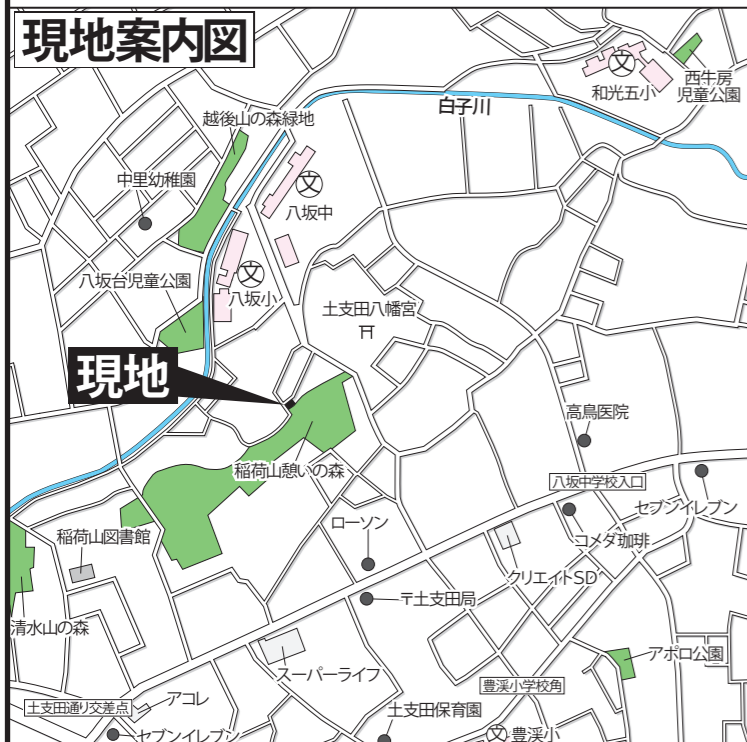 現地案内図
文
和光五小
西牛房
児童公園
白子川
越後山の森緑地
中里幼稚園
文
八坂中
八坂台児童公園
文
八坂小
土支田八幡宮
現地
高鳥医院
稲荷山憩いの森
八坂中学校入口
セブンイレブン
ローソン
コメダ珈琲
稲荷山図書館
クリエイトSD
〒土支田局
清水山の森
スーパーライフ
アポロ公園
豊渓小学校角
アコレ
土支田通り交差点
土支田保育園
セブンイレブン
文 豊渓小